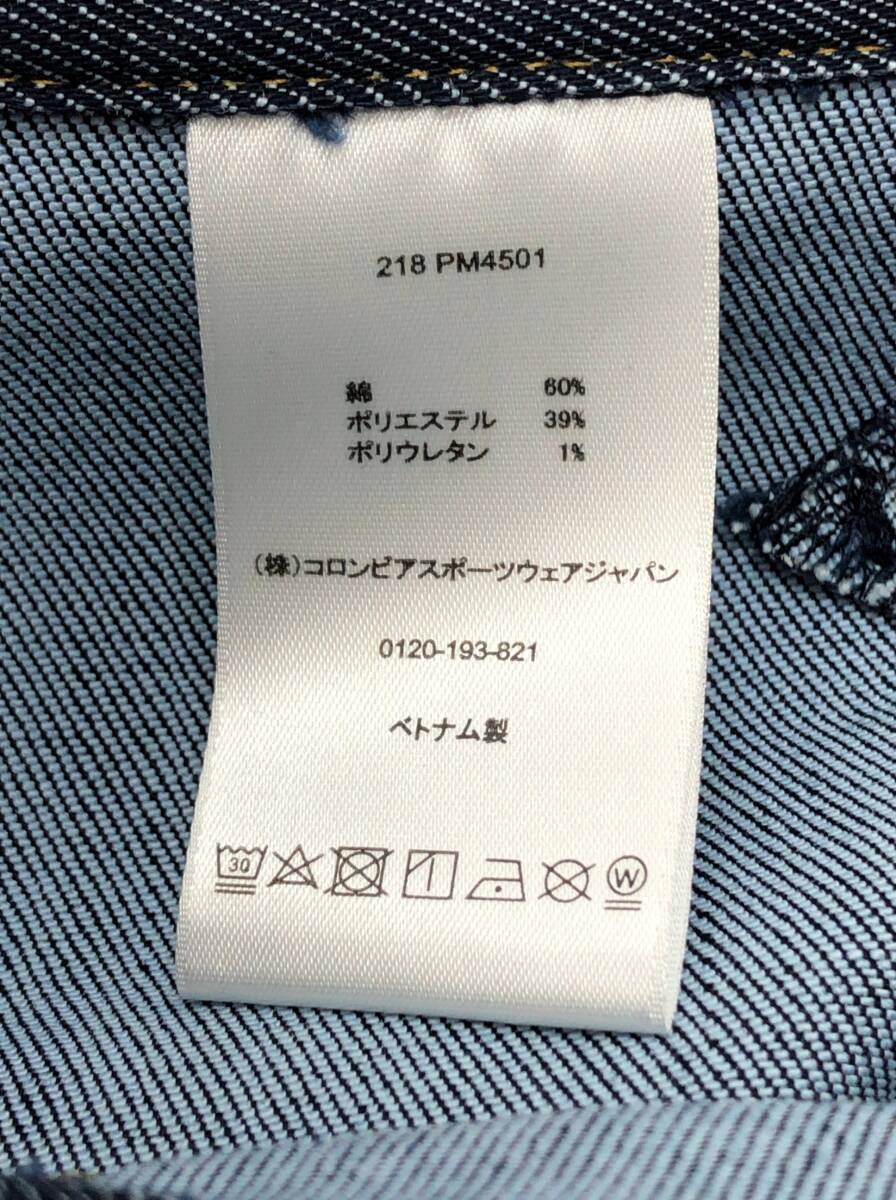 218 PM4501
綿 60%
ポリエステル 39%
ポリウレタン 1%
(株)コロンビアスポーツウェアジャパン
0120-193-821
ベトナム製
30 W